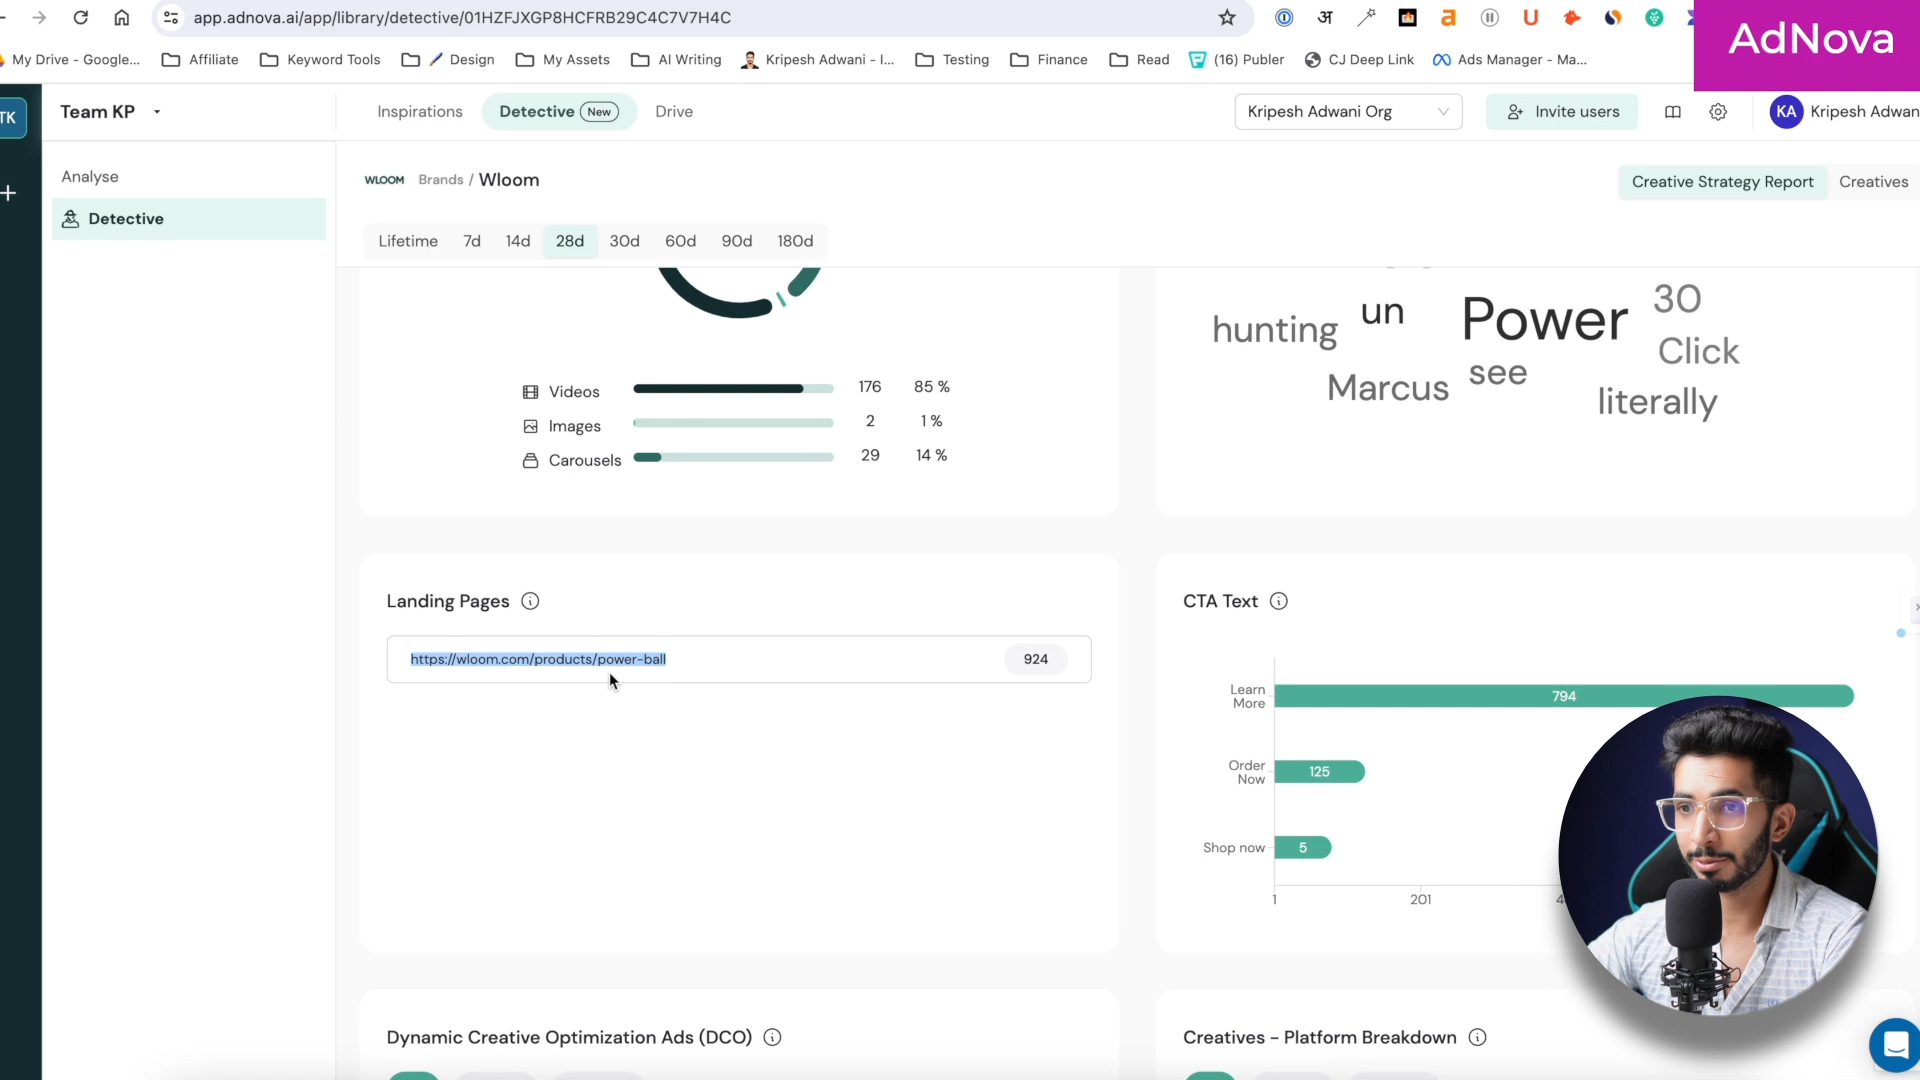 app.adnova.ai/app/library/detective/01HZFJXGP8HCFRB29C4C7V7H4C
AdNova
My Drive - Google...
Affiliate
Keyword Tools
Design
My Assets
AI Writing
Kripesh Adwani - I...
Testing
Finance
Read
(16) Publer
CJ Deep Link
Ads Manager - Ma...
TK
Team KP
Inspirations
Detective New
Drive
Kripesh Adwani Org
Invite users
KA
Kripesh Adwan
Analyse
Detective
WLOOM
Brands / Wloom
Creative Strategy Report
Creatives
Lifetime 7d 14d 28d 30d 60d 90d 180d
Videos 176 85 %
Images 2 1 %
Carousels 29 14 %
hunting
un
Power
30
Click
see
Marcus
literally
Landing Pages
https://wloom.com/products/power-ball 924
CTA Text
Learn
More
794
Order
Now
125
Shop now 5
1 201
Dynamic Creative Optimization Ads (DCO)
Creatives - Platform Breakdown